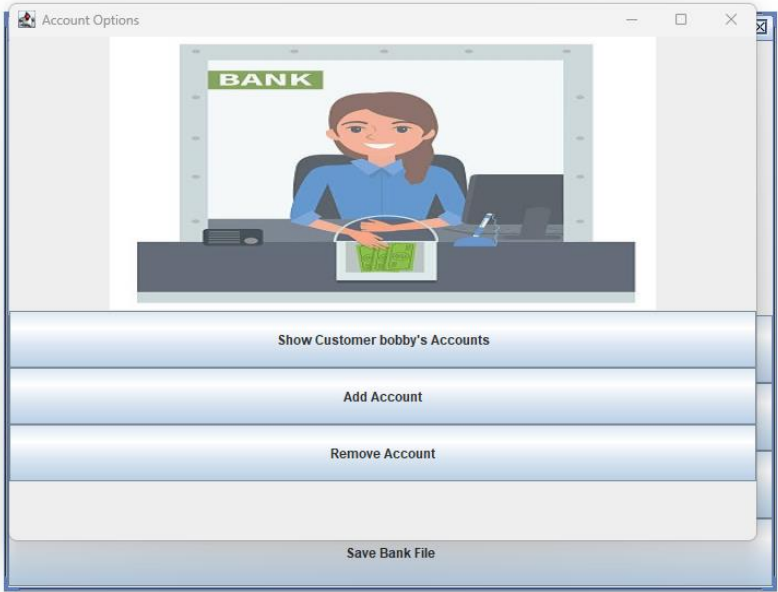 Account Options
BANK
Show Customer bobby's Accounts
Add Account
Remove Account
Save Bank File